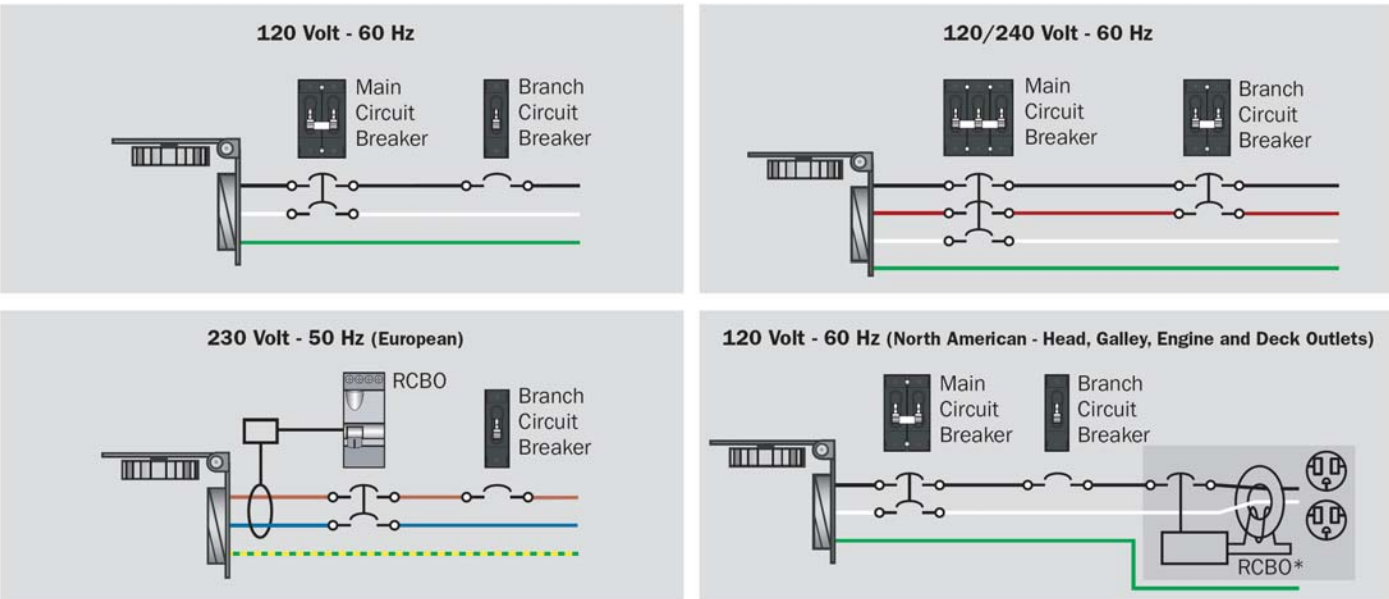 120 Volt - 60 Hz
Main
Circuit
Breaker
Branch
Circuit
Breaker
120/240 Volt - 60 Hz
Main
Circuit
Breaker
Branch
Circuit
Breaker
230 Volt - 50 Hz (European)
RCBO
Branch
Circuit
Breaker
120 Volt - 60 Hz (North American - Head, Galley, Engine and Deck Outlets)
Main
Circuit
Breaker
Branch
Circuit
Breaker
RCBO*